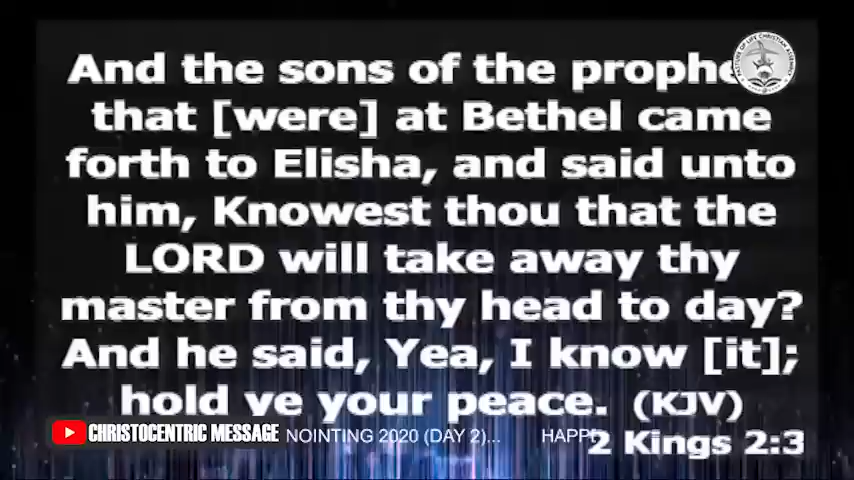 And the sons of the prophe
that [were] at Bethel came
forth to Elisha, and said unto
him, Knowest thou that the
LORD will take away thy
master from thy head to day?
And he said, Yea, I know [it];
hold ye your peace. (KJV)
2 Kings 2:3
CHRISTOCENTRIC MESSAGE NOINTING 2020 (DAY 2)... HAPP